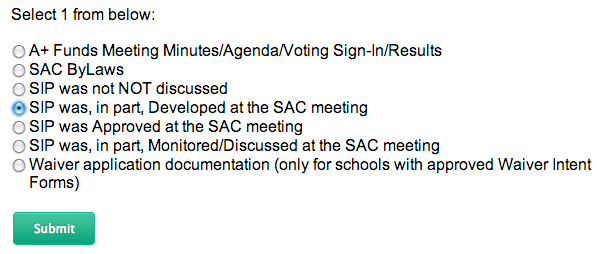 Select 1 from below:
A+ Funds Meeting Minutes/Agenda/Voting Sign-In/Results
SAC ByLaws
SIP was not NOT discussed
SIP was, in part, Developed at the SAC meeting
SIP was Approved at the SAC meeting
SIP was, in part, Monitored/Discussed at the SAC meeting
Waiver application documentation (only for schools with approved Waiver Intent
Forms)
Submit